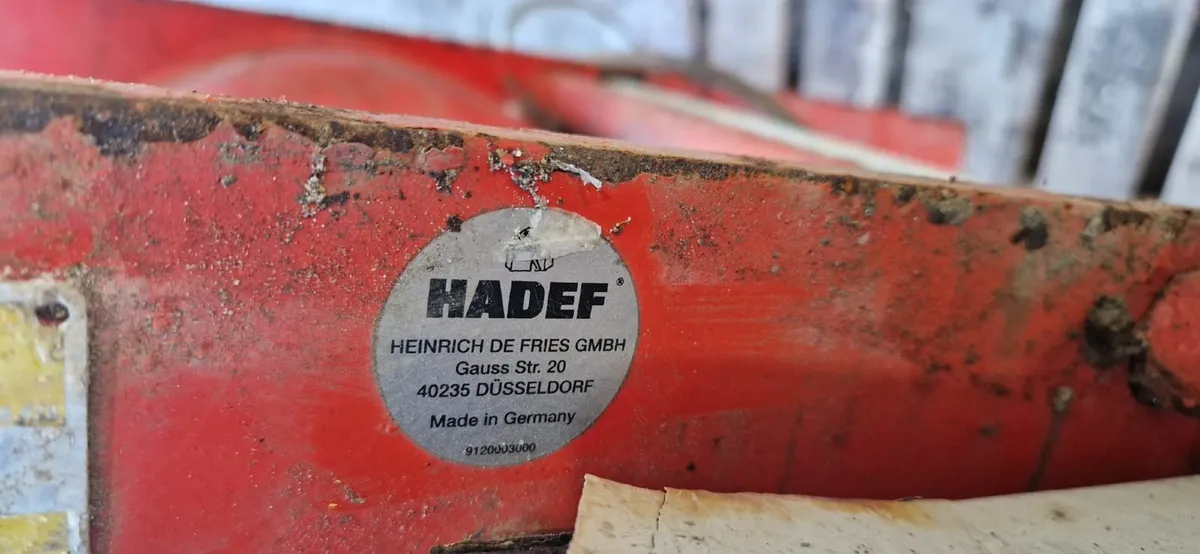 HADEF®
HEINRICH DE FRIES GMBH
Gauss Str. 20
40235 DÜSSELDORF
Made in Germany
9120003000